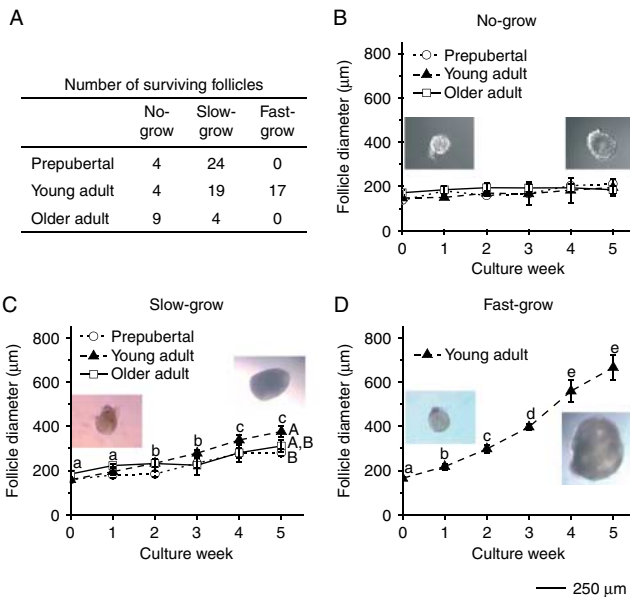 A
Number of surviving follicles
No-grow Slow-grow Fast-grow
Prepubertal 4 24 0
Young adult 4 19 17
Older adult 9 4 0
B
No-grow
Prepubertal
Young adult
Older adult
Follicle diameter (μm)
800
600
400
200
0
0 1 2 3 4 5
Culture week
C
Slow-grow
Prepubertal
Young adult
Older adult
Follicle diameter (μm)
800
600
400
200
0
a a b b c c
A
A,B
B
0 1 2 3 4 5
Culture week
D
Fast-grow
Young adult
Follicle diameter (μm)
800
600
400
200
0
a b c d e e
0 1 2 3 4 5
Culture week
250 μm